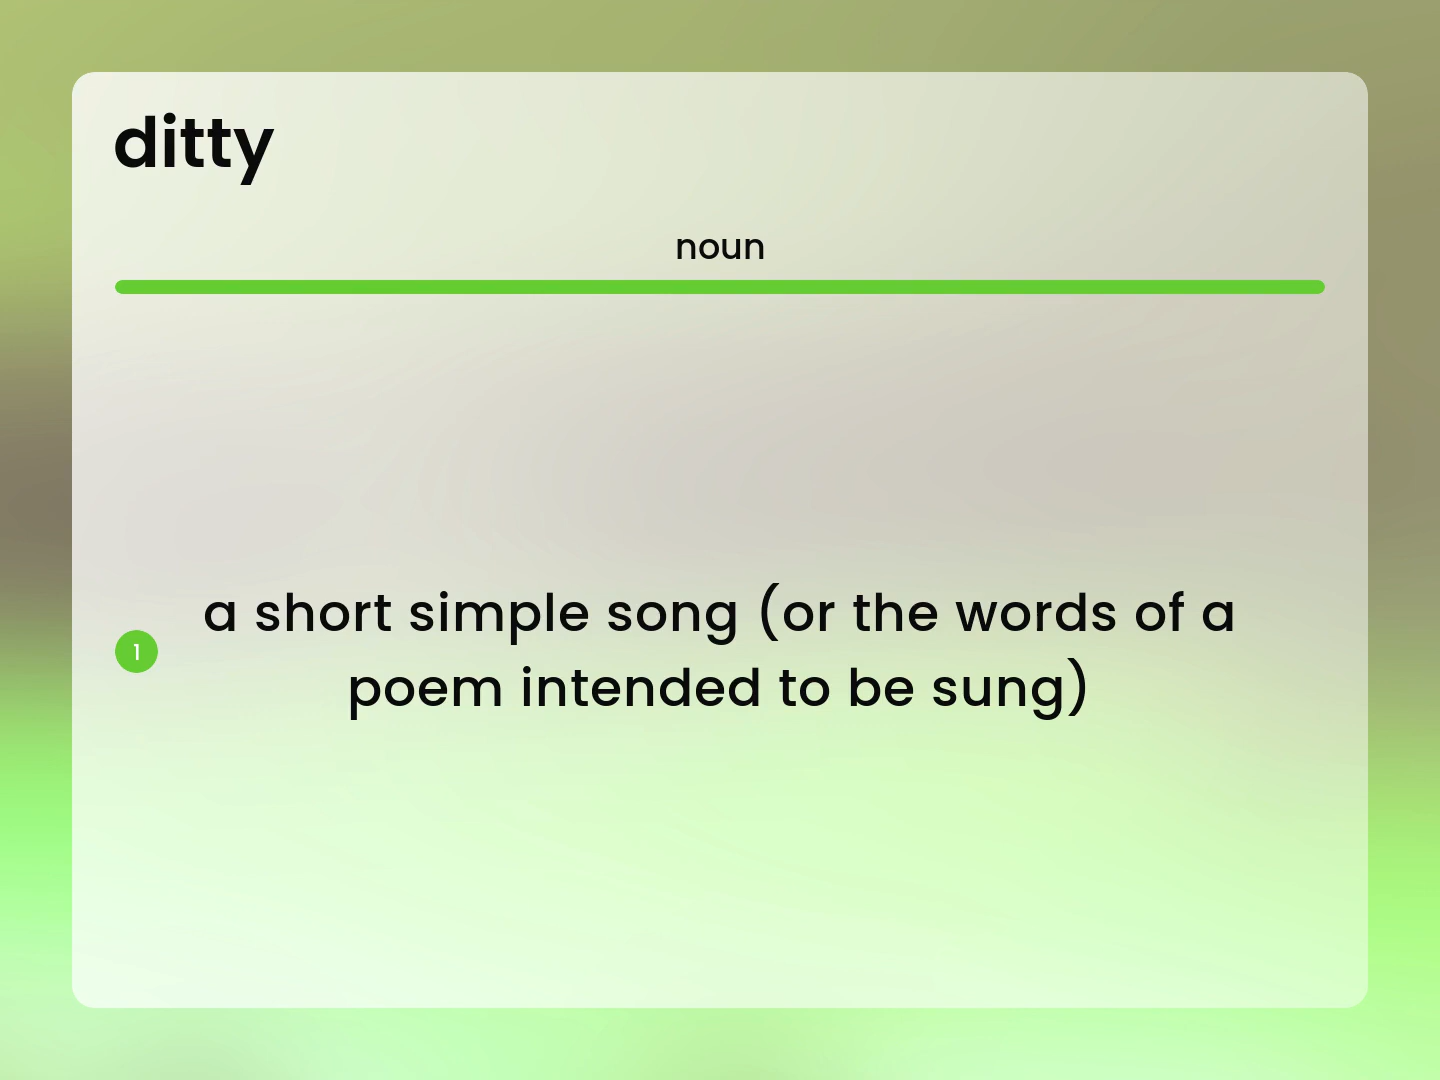 ditty
noun
1
a short simple song (or the words of a
poem intended to be sung)